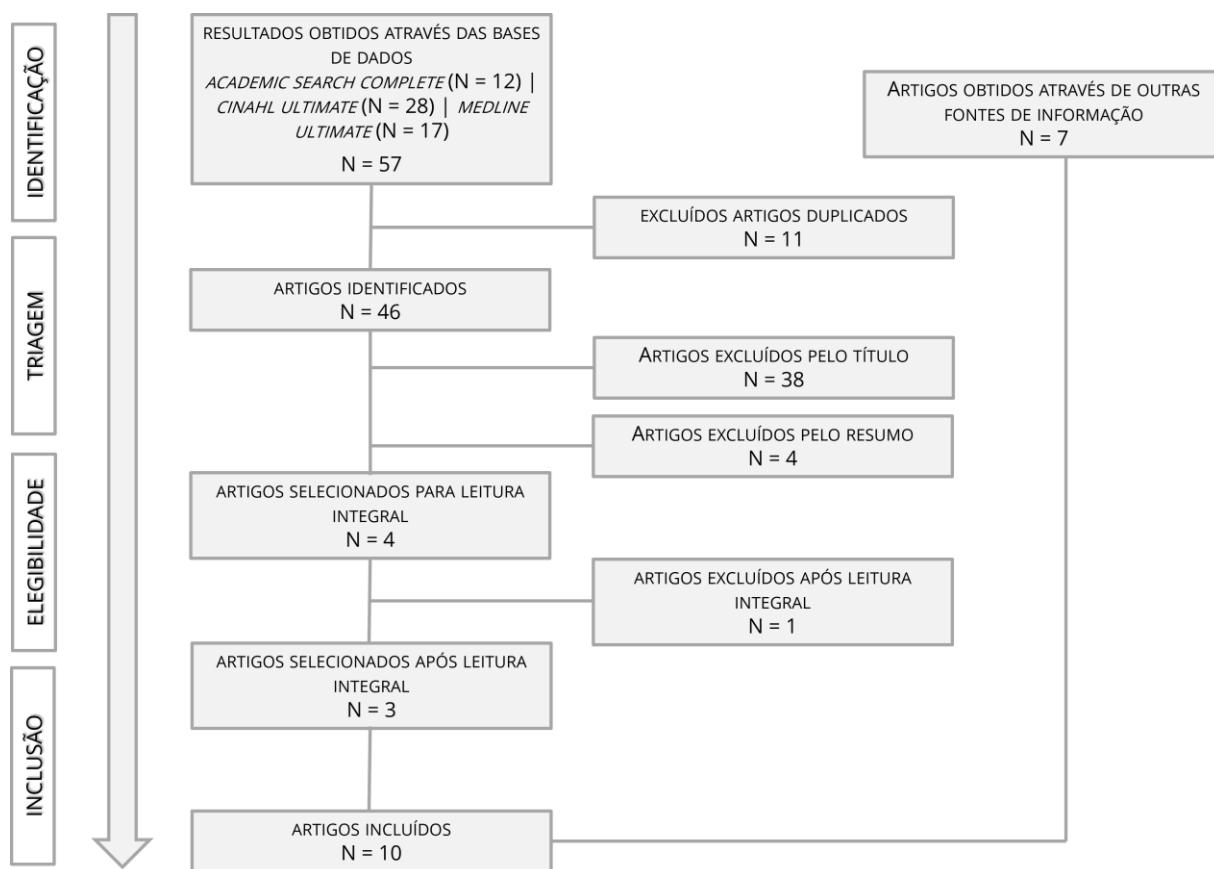 IDENTIFICAÇÃO
RESULTADOS OBTIDOS ATRAVÉS DAS BASES
DE DADOS
ACADEMIC SEARCH COMPLETE (N = 12) |
CINAHL ULTIMATE (N = 28) | MEDLINE
ULTIMATE (N = 17)
N = 57
ARTIGOS OBTIDOS ATRAVÉS DE OUTRAS
FONTES DE INFORMAÇÃO
N = 7
EXCLUÍDOS ARTIGOS DUPLICADOS
N = 11
TRIAGEM
ARTIGOS IDENTIFICADOS
N = 46
ARTIGOS EXCLUÍDOS PELO TÍTULO
N = 38
ARTIGOS EXCLUÍDOS PELO RESUMO
N = 4
ELEGIBILIDADE
ARTIGOS SELECIONADOS PARA LEITURA
INTEGRAL
N = 4
ARTIGOS EXCLUÍDOS APÓS LEITURA
INTEGRAL
N = 1
ARTIGOS SELECIONADOS APÓS LEITURA
INTEGRAL
N = 3
INCLUSÃO
ARTIGOS INCLUÍDOS
N = 10